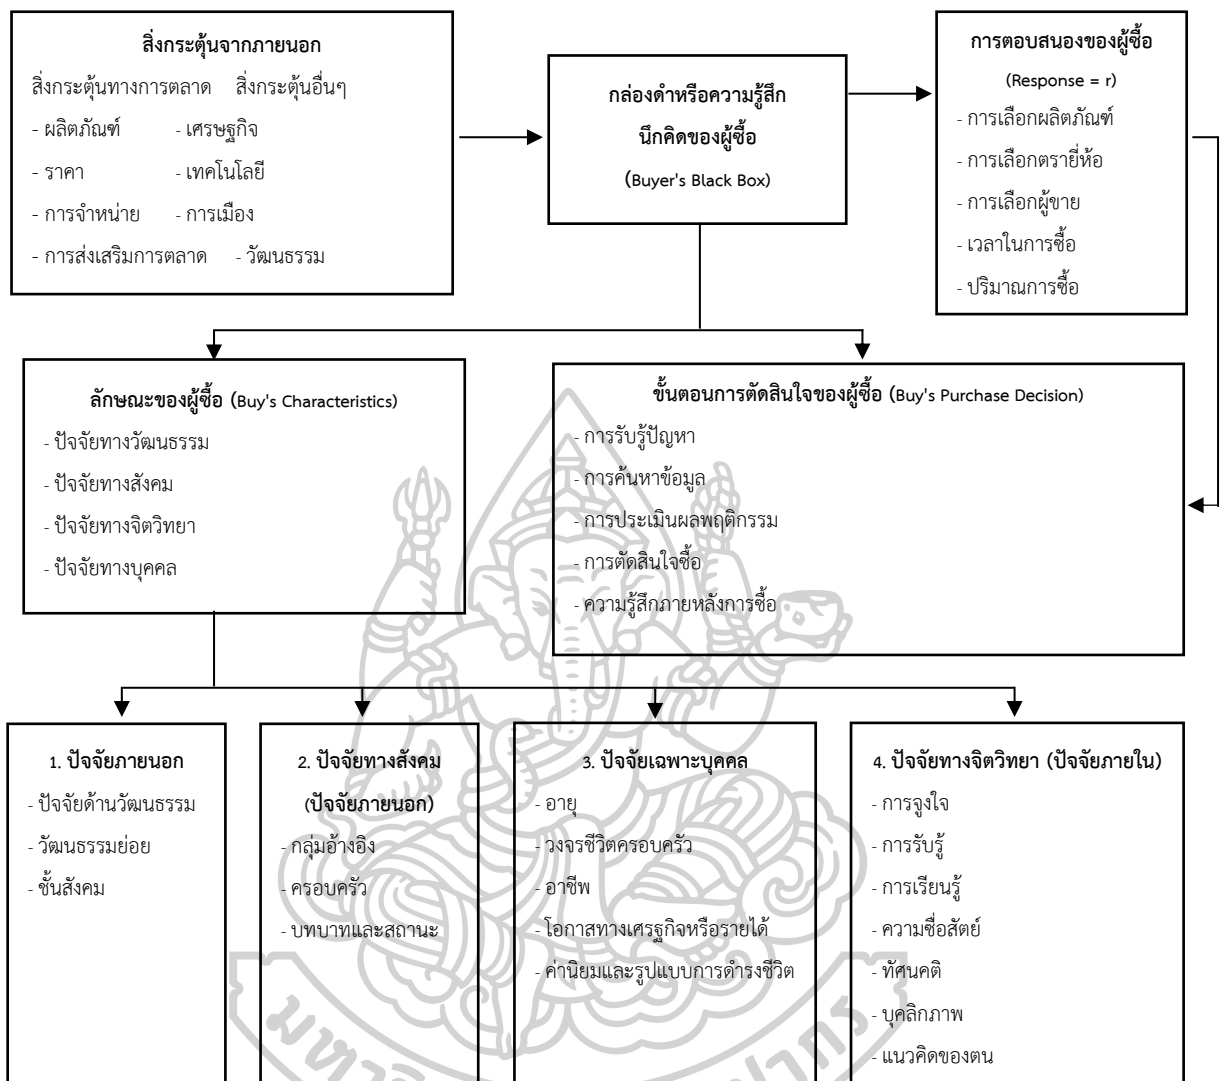 สิ่งกระตุ้นจากภายนอก
สิ่งกระตุ้นทางการตลาด สิ่งกระตุ้นอื่นๆ
- ผลิตภัณฑ์ - เศรษฐกิจ
- ราคา - เทคโนโลยี
- การจำหน่าย - การเมือง
- การส่งเสริมการตลาด - วัฒนธรรม
กล่องดำหรือความรู้สึก
นึกคิดของผู้ซื้อ
(Buyer's Black Box)
การตอบสนองของผู้ซื้อ
(Response = r)
- การเลือกผลิตภัณฑ์
- การเลือกตรายี่ห้อ
- การเลือกผู้ขาย
- เวลาในการซื้อ
- ปริมาณการซื้อ
ลักษณะของผู้ซื้อ (Buy's Characteristics)
- ปัจจัยทางวัฒนธรรม
- ปัจจัยทางสังคม
- ปัจจัยทางจิตวิทยา
- ปัจจัยทางบุคคล
ขั้นตอนการตัดสินใจของผู้ซื้อ (Buy's Purchase Decision)
- การรับรู้ปัญหา
- การค้นหาข้อมูล
- การประเมินผลพฤติกรรม
- การตัดสินใจซื้อ
- ความรู้สึกภายหลังการซื้อ
1. ปัจจัยภายนอก
- ปัจจัยด้านวัฒนธรรม
- วัฒนธรรมย่อย
- ชั้นสังคม
2. ปัจจัยทางสังคม
(ปัจจัยภายนอก)
- กลุ่มอ้างอิง
- ครอบครัว
- บทบาทและสถานะ
3. ปัจจัยเฉพาะบุคคล
- อายุ
- วงจรชีวิตครอบครัว
- อาชีพ
- โอกาสทางเศรฐกิจหรือรายได้
- ค่านิยมและรูปแบบการดำรงชีวิต
4. ปัจจัยทางจิตวิทยา (ปัจจัยภายใน)
- การจูงใจ
- การรับรู้
- การเรียนรู้
- ความซื่อสัตย์
- ทัศนคติ
- บุคลิกภาพ
- แนวคิดของตน